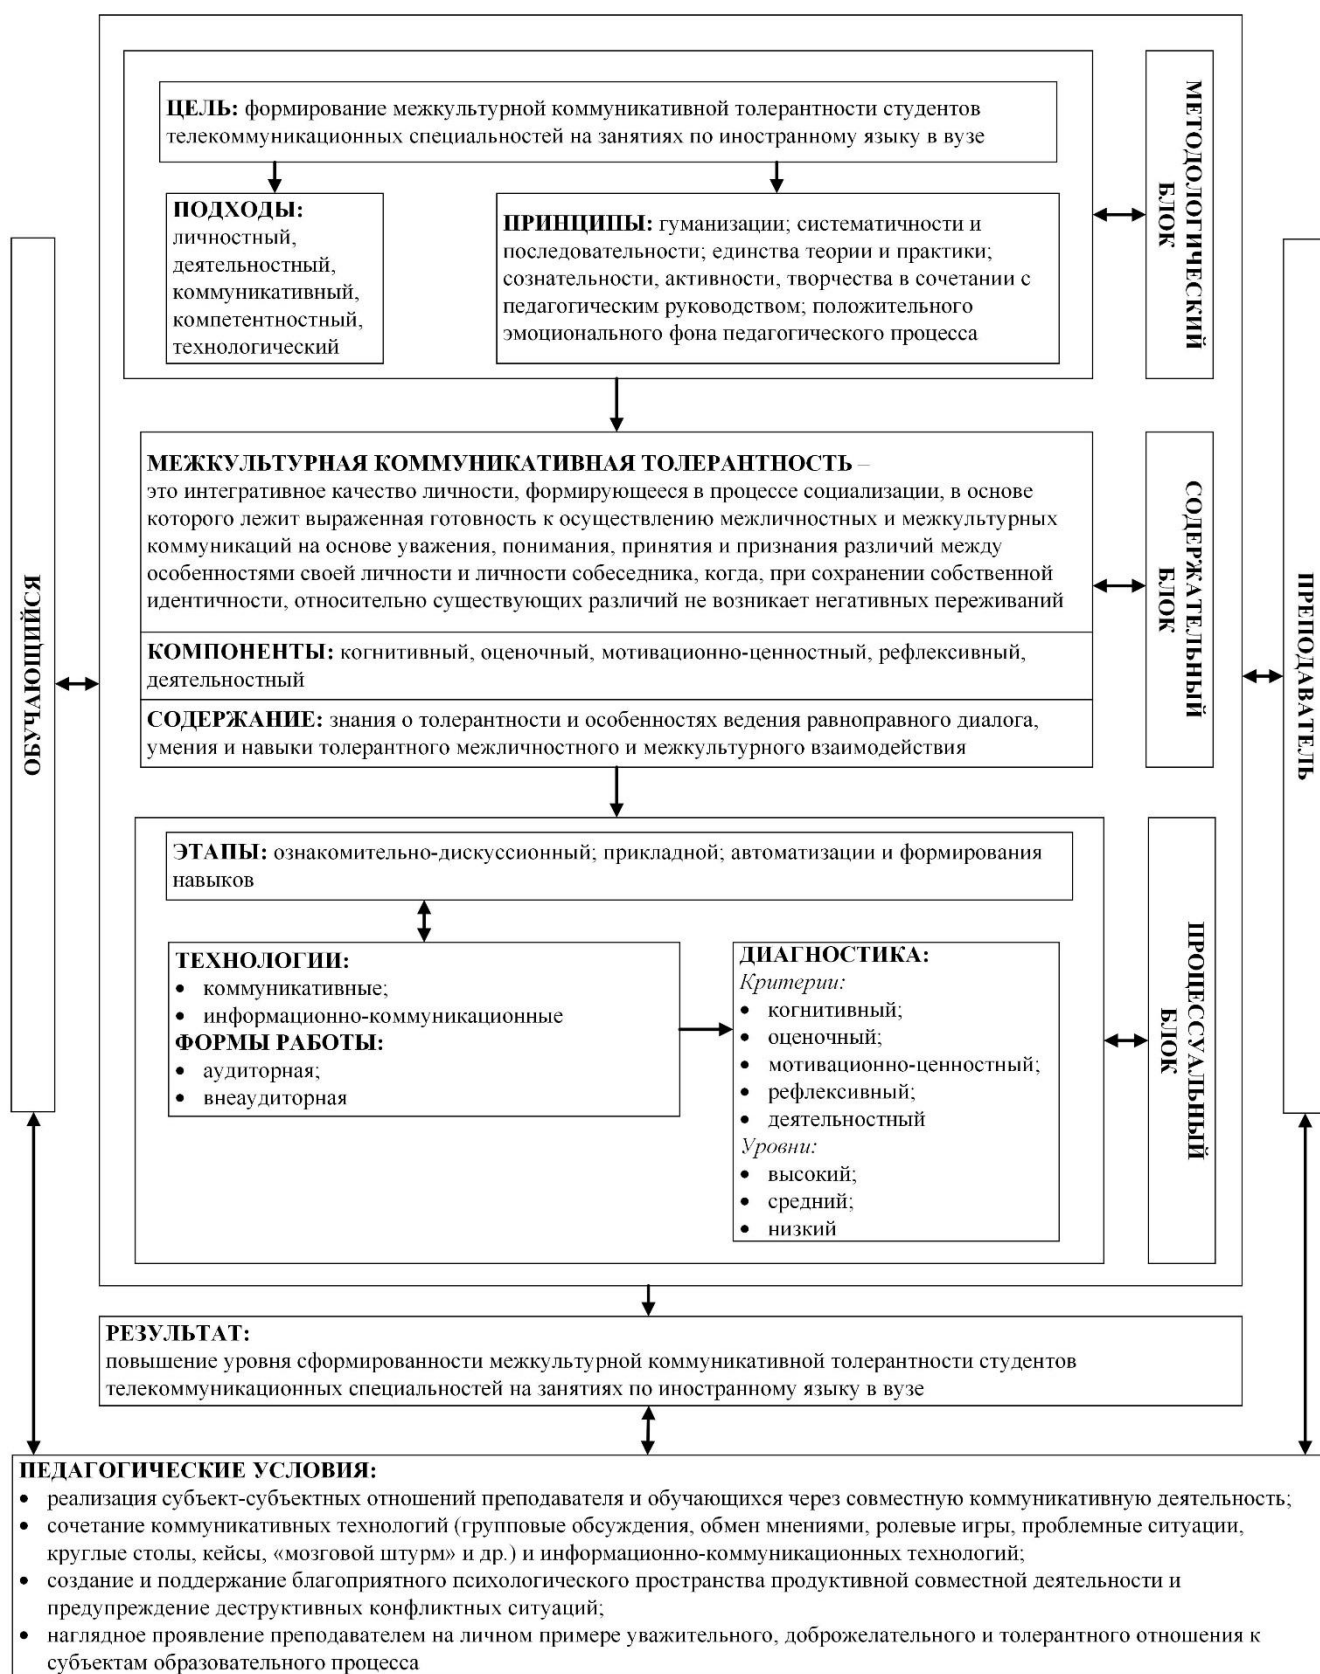 ЦЕЛЬ: формирование межкультурной коммуникативной толерантности студентов
телекоммуникационных специальностей на занятиях по иностранному языку в вузе
ПОДХОДЫ:
личностный,
деятельностный,
коммуникативный,
компетентностный,
технологический
ПРИНЦИПЫ: гуманизации; систематичности и
последовательности; единства теории и практики;
сознательности, активности, творчества в сочетании с
педагогическим руководством; положительного
эмоционального фона педагогического процесса
МЕТОДОЛОГИЧЕСКИЙ
БЛОК
ОБУЧАЮЩИЙСЯ
МЕЖКУЛЬТУРНАЯ КОММУНИКАТИВНАЯ ТОЛЕРАНТНОСТЬ –
это интегративное качество личности, формирующееся в процессе социализации, в основе
которого лежит выраженная готовность к осуществлению межличностных и межкультурных
коммуникаций на основе уважения, понимания, принятия и признания различий между
особенностями своей личности и личности собеседника, когда, при сохранении собственной
идентичности, относительно существующих различий не возникает негативных переживаний
КОМПОНЕНТЫ: когнитивный, оценочный, мотивационно-ценностный, рефлексивный,
деятельностный
СОДЕРЖАНИЕ: знания о толерантности и особенностях ведения равноправного диалога,
умения и навыки толерантного межличностного и межкультурного взаимодействия
СОДЕРЖАТЕЛЬНЫЙ
БЛОК
ПРЕПОДАВАТЕЛЬ
ЭТАПЫ: ознакомительно-дискуссионный; прикладной; автоматизации и формирования
навыков
ТЕХНОЛОГИИ:
• коммуникативные;
• информационно-коммуникационные
ФОРМЫ РАБОТЫ:
• аудиторная;
• внеаудиторная
ДИАГНОСТИКА:
Критерии:
• когнитивный;
• оценочный;
• мотивационно-ценностный;
• рефлексивный;
• деятельностный
Уровни:
• высокий;
• средний;
• низкий
ПРОЦЕССУАЛЬНЫЙ
БЛОК
РЕЗУЛЬТАТ:
повышение уровня сформированности межкультурной коммуникативной толерантности студентов
телекоммуникационных специальностей на занятиях по иностранному языку в вузе
ПЕДАГОГИЧЕСКИЕ УСЛОВИЯ:
• реализация субъект-субъектных отношений преподавателя и обучающихся через совместную коммуникативную деятельность;
• сочетание коммуникативных технологий (групповые обсуждения, обмен мнениями, ролевые игры, проблемные ситуации,
круглые столы, кейсы, «мозговой штурм» и др.) и информационно-коммуникационных технологий;
• создание и поддержание благоприятного психологического пространства продуктивной совместной деятельности и
предупреждение деструктивных конфликтных ситуаций;
• наглядное проявление преподавателем на личном примере уважительного, доброжелательного и толерантного отношения к
субъектам образовательного процесса